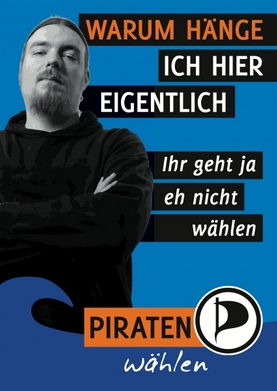 WARUM HÄNGE
ICH HIER
EIGENTLICH
Ihr geht ja
eh nicht
wählen
PIRATEN
wählen